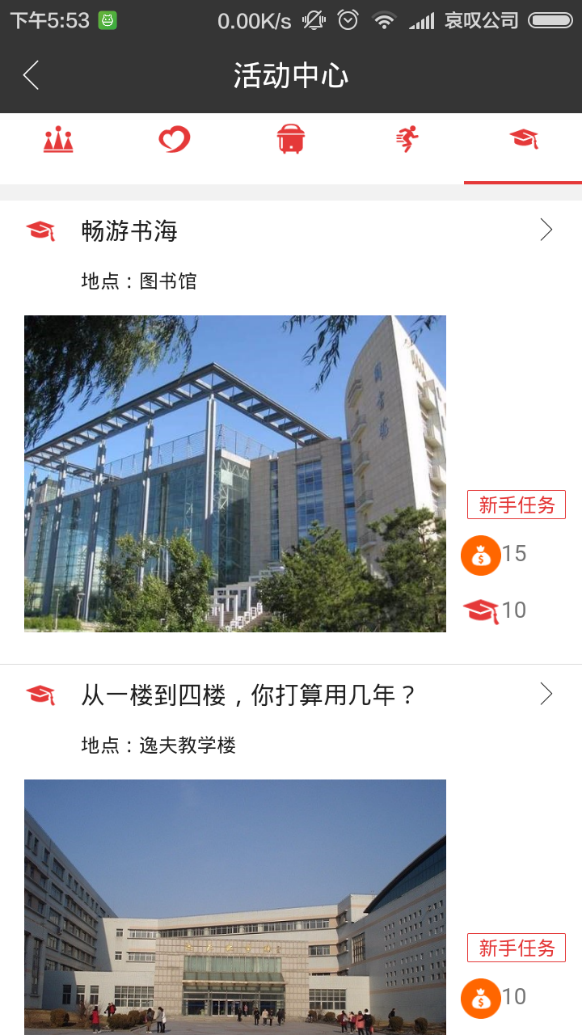 下午5:53 0.00K/s 哀叹公司
活动中心
畅游书海
地点：图书馆
新手任务
15
10
从一楼到四楼，你打算用几年？
地点：逸夫教学楼
新手任务
10